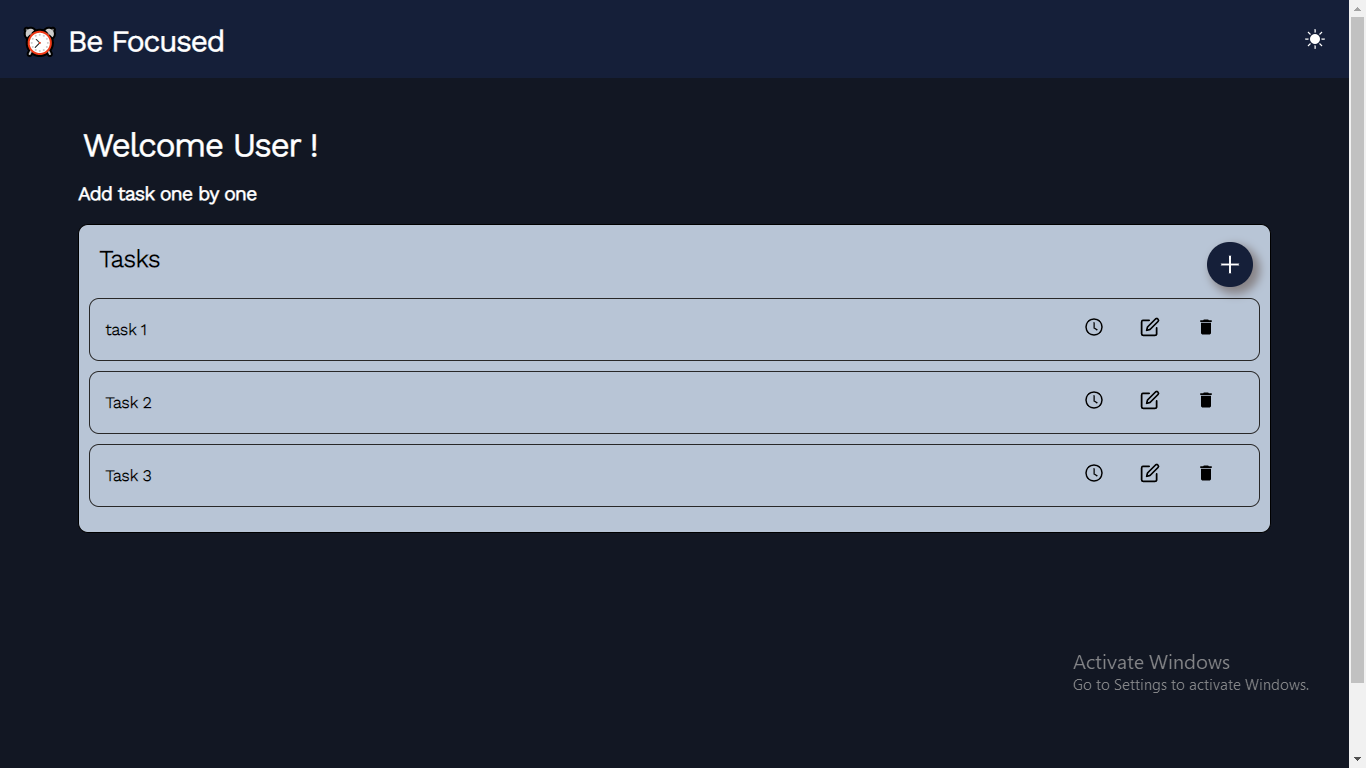 Be Focused
Welcome User !
Add task one by one
Tasks
task 1
Task 2
Task 3
Activate Windows
Go to Settings to activate Windows.